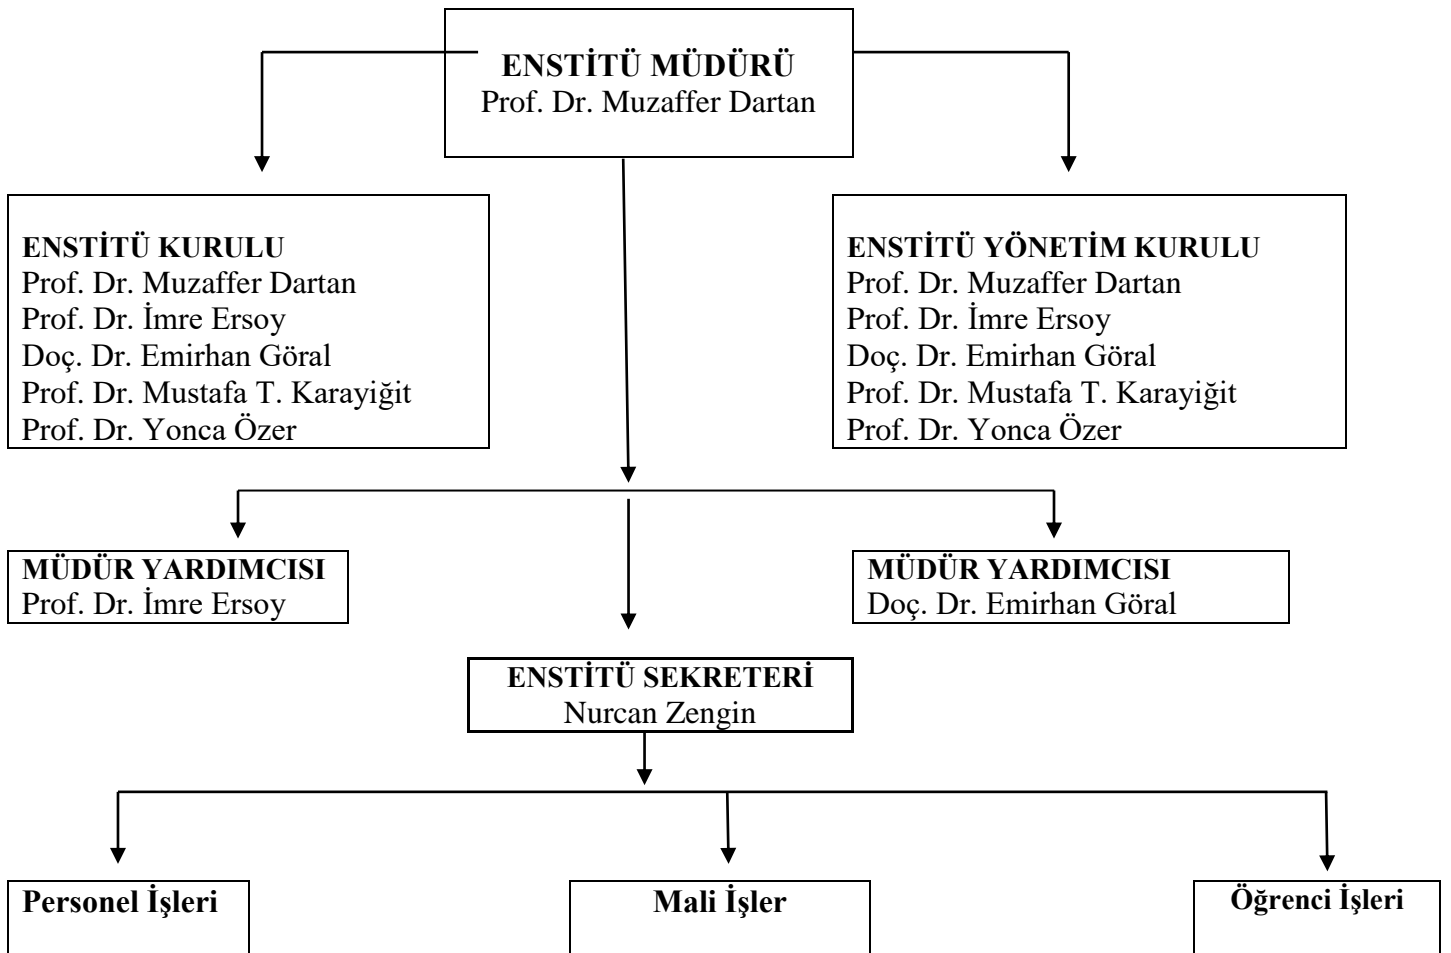 ENSTİTÜ MÜDÜRÜ
Prof. Dr. Muzaffer Dartan
ENSTİTÜ KURULU
Prof. Dr. Muzaffer Dartan
Prof. Dr. İmre Ersoy
Doç. Dr. Emirhan Göral
Prof. Dr. Mustafa T. Karayiğit
Prof. Dr. Yonca Özer
ENSTİTÜ YÖNETİM KURULU
Prof. Dr. Muzaffer Dartan
Prof. Dr. İmre Ersoy
Doç. Dr. Emirhan Göral
Prof. Dr. Mustafa T. Karayiğit
Prof. Dr. Yonca Özer
MÜDÜR YARDIMCISI
Prof. Dr. İmre Ersoy
MÜDÜR YARDIMCISI
Doç. Dr. Emirhan Göral
ENSTİTÜ SEKRETERİ
Nurcan Zengin
Personel İşleri
Mali İşler
Öğrenci İşleri